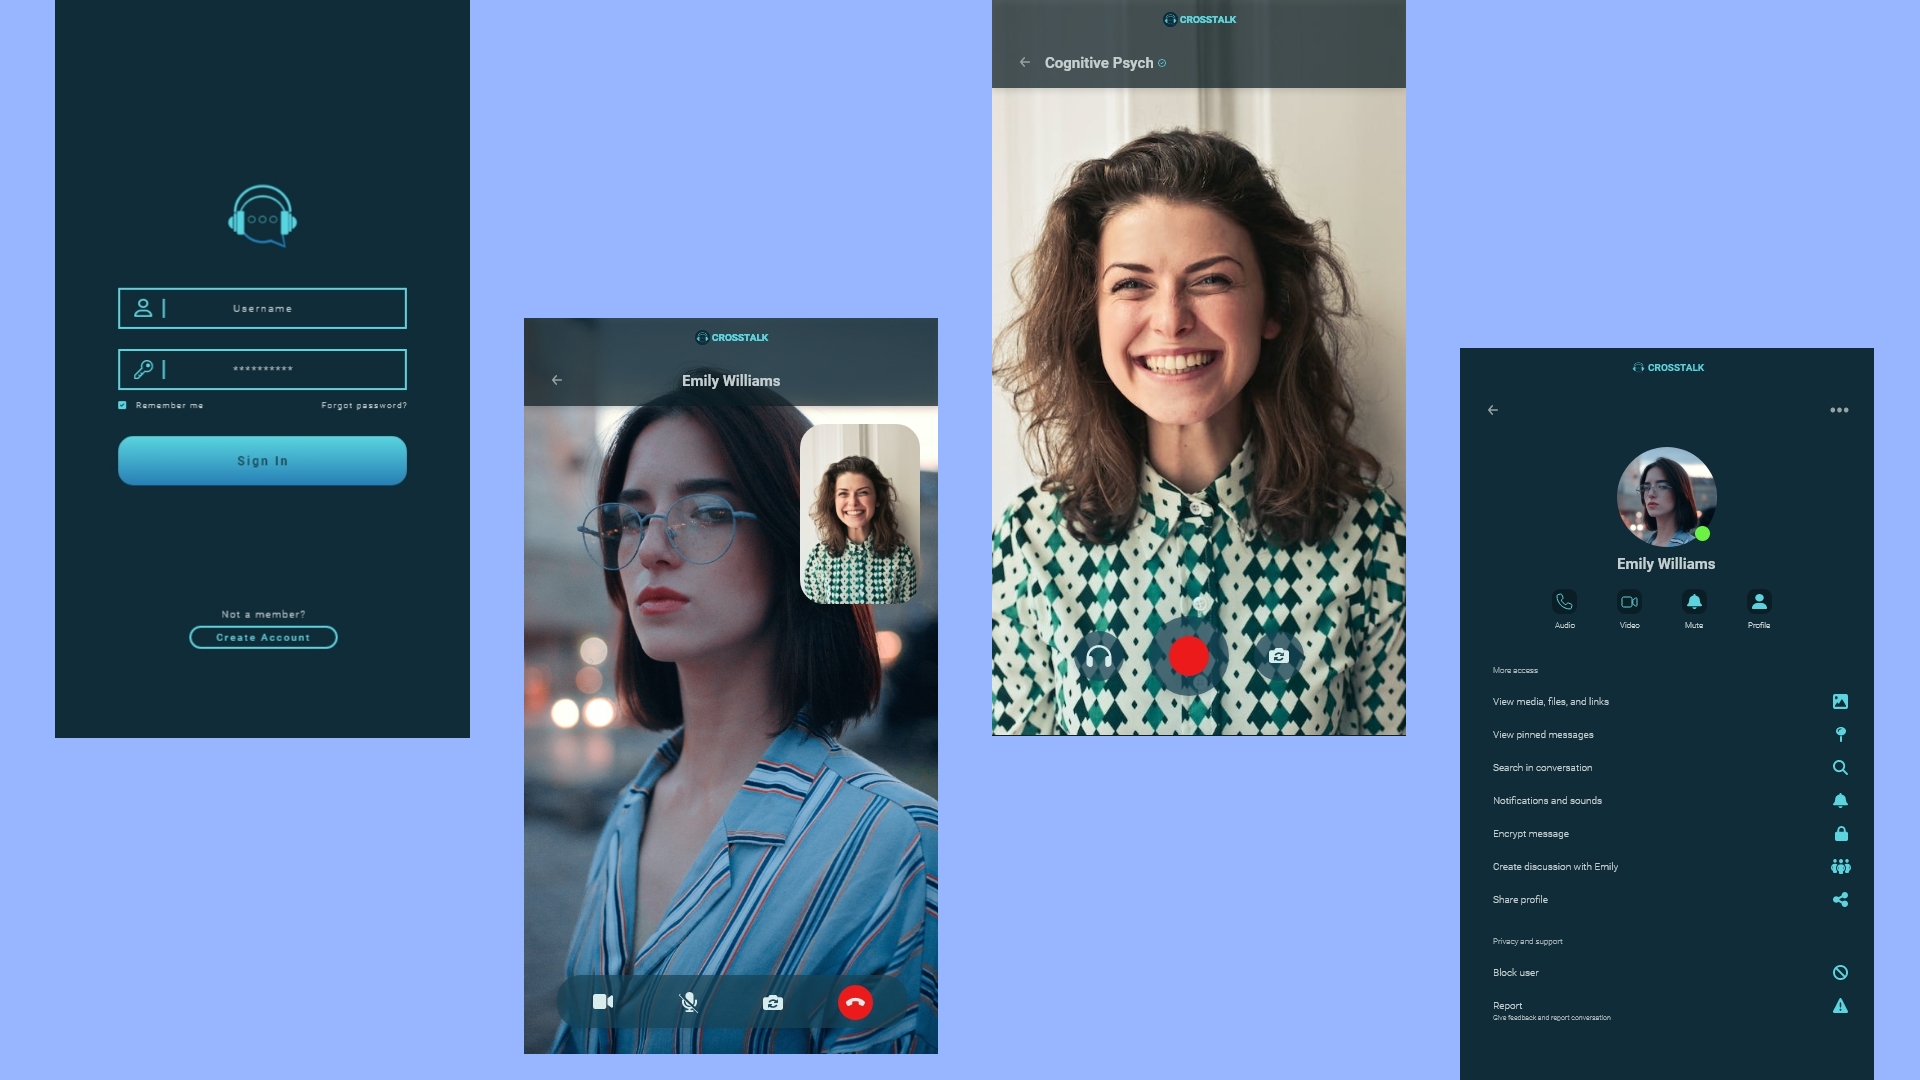 Username
**********
Remember me
Forgot password?
Sign In
Not a member?
Create Account
CROSSTALK
Emily Williams
CROSSTALK
Cognitive Psych
CROSSTALK
Emily Williams
Audio
Video
Mute
Profile
More access
View media, files, and links
View pinned messages
Search in conversation
Notifications and sounds
Encrypt message
Create discussion with Emily
Share profile
Privacy and support
Block user
Report
Give feedback and report conversation